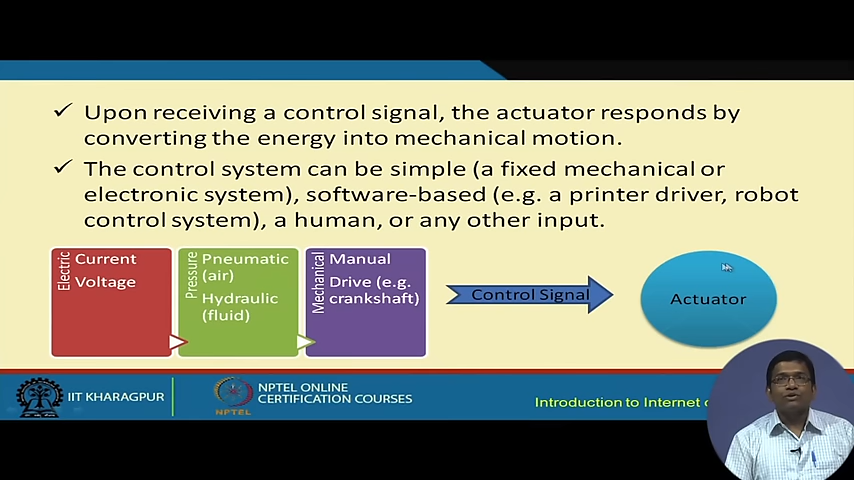 Upon receiving a control signal, the actuator responds by
converting the energy into mechanical motion.
The control system can be simple (a fixed mechanical or
electronic system), software-based (e.g. a printer driver, robot
control system), a human, or any other input.
Electric
Current
Voltage
Pressure
Pneumatic
(air)
Hydraulic
(fluid)
Mechanical
Manual
Drive (e.g.
crankshaft)
Control Signal
Actuator
IIT KHARAGPUR
NPTEL
NPTEL ONLINE
CERTIFICATION COURSES
Introduction to Internet